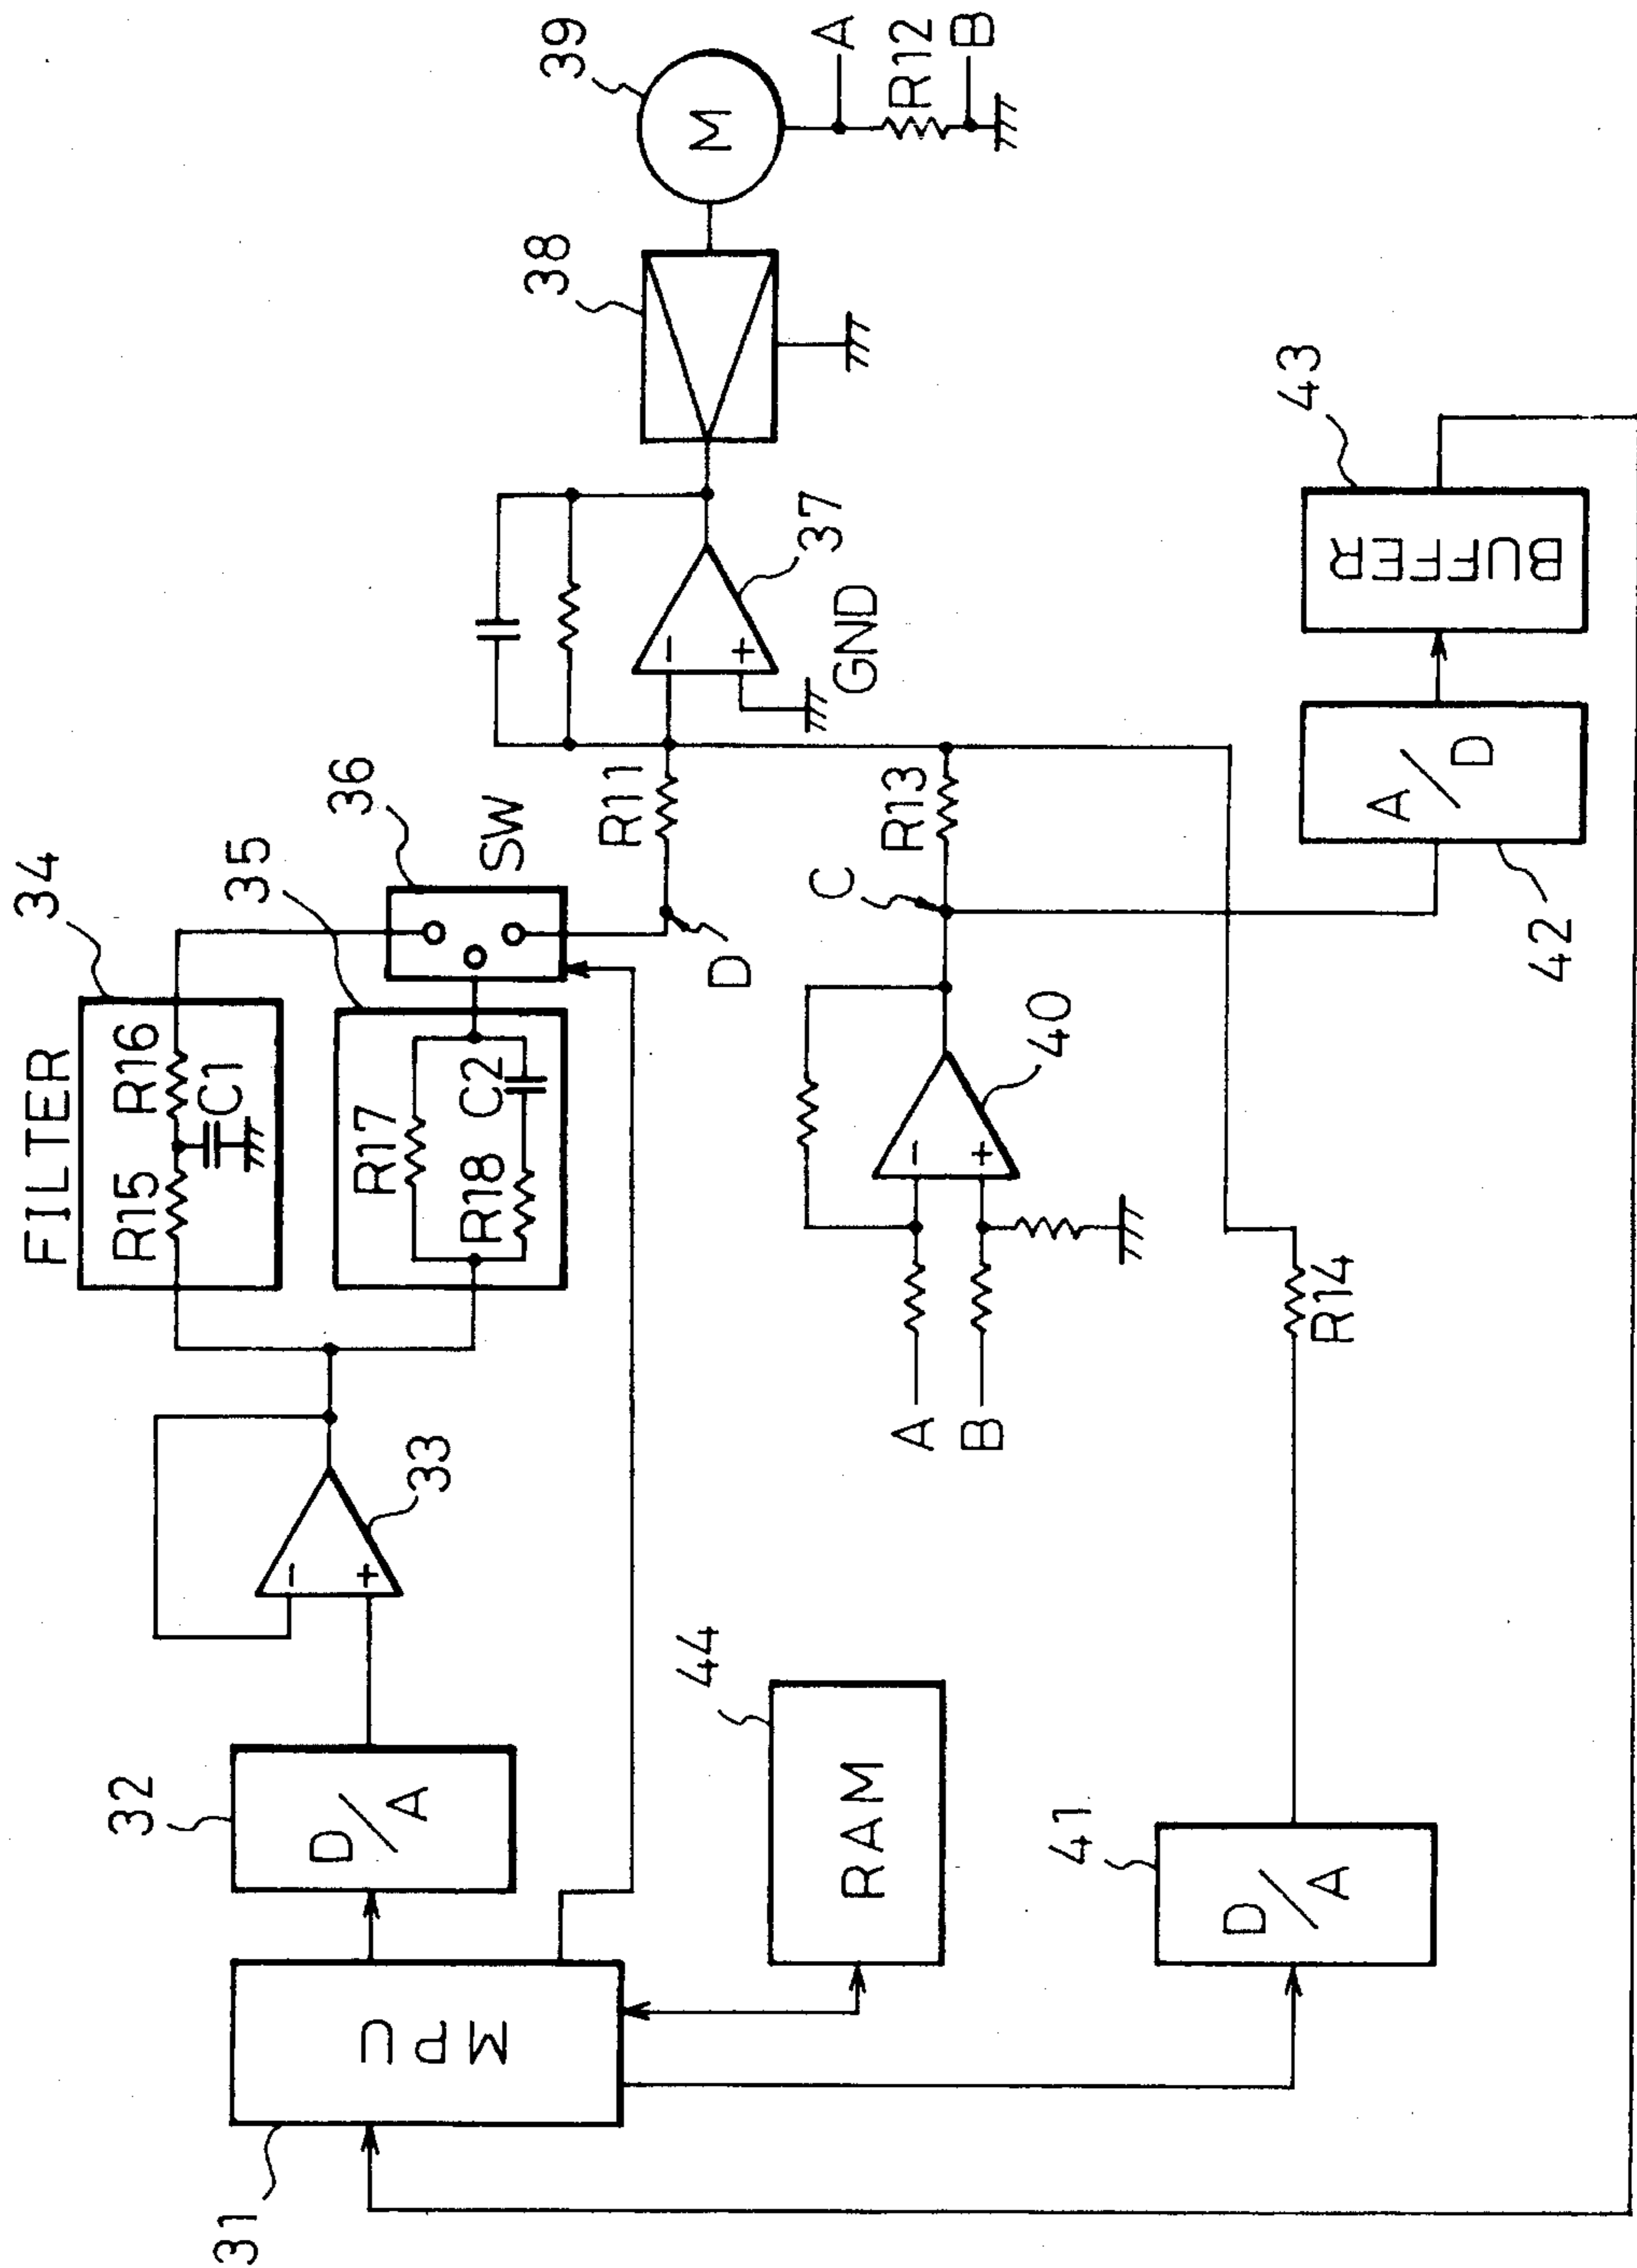 FILTER
34
R15
R16
C1
35
R17
R18
C2
36
SW
31
MPU
32
D/A
33
-
+
D
R11
37
-
+
GND
38
39
M
A
R12
B
44
RAM
A
B
-
+
40
C
R13
41
D/A
R14
42
A/D
43
BUFFER